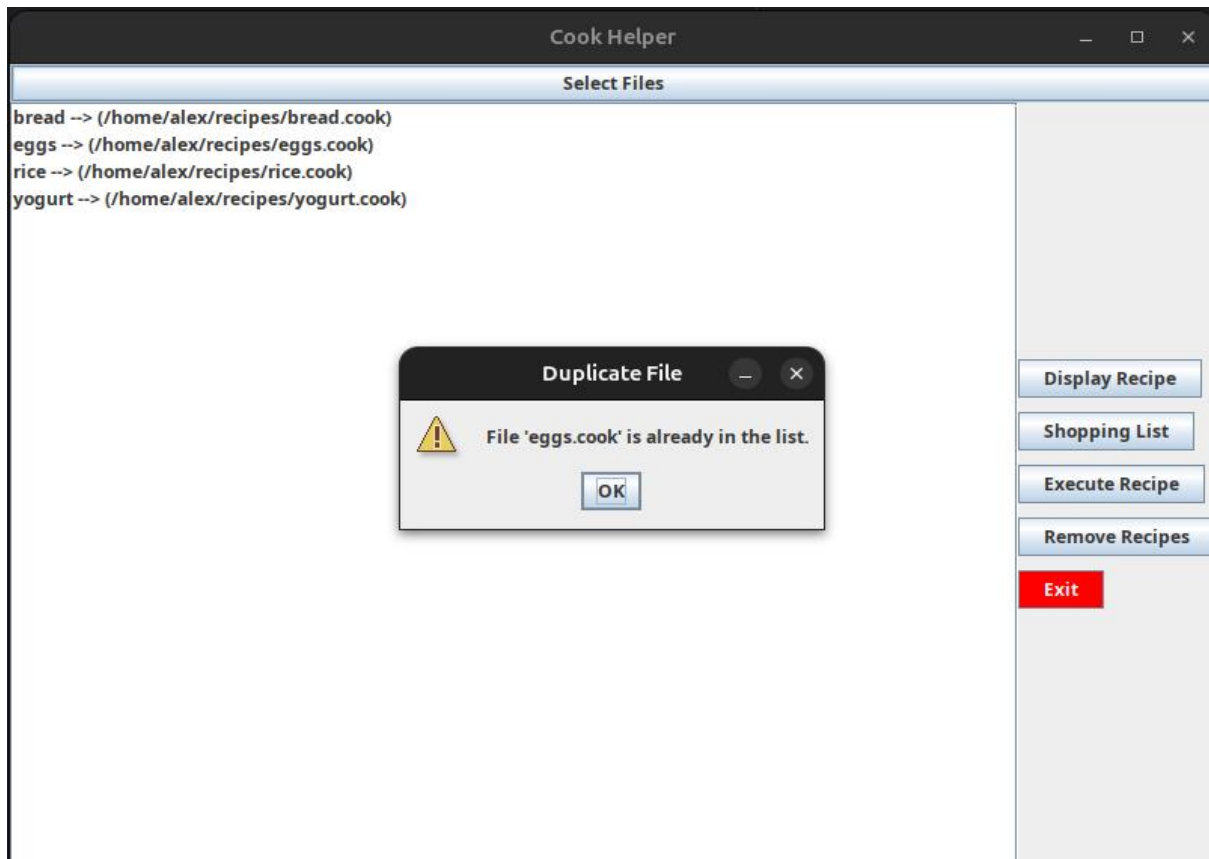 Cook Helper
Select Files
bread --> (/home/alex/recipes/bread.cook)
eggs --> (/home/alex/recipes/eggs.cook)
rice --> (/home/alex/recipes/rice.cook)
yogurt --> (/home/alex/recipes/yogurt.cook)
Duplicate File
File 'eggs.cook' is already in the list.
OK
Display Recipe
Shopping List
Execute Recipe
Remove Recipes
Exit